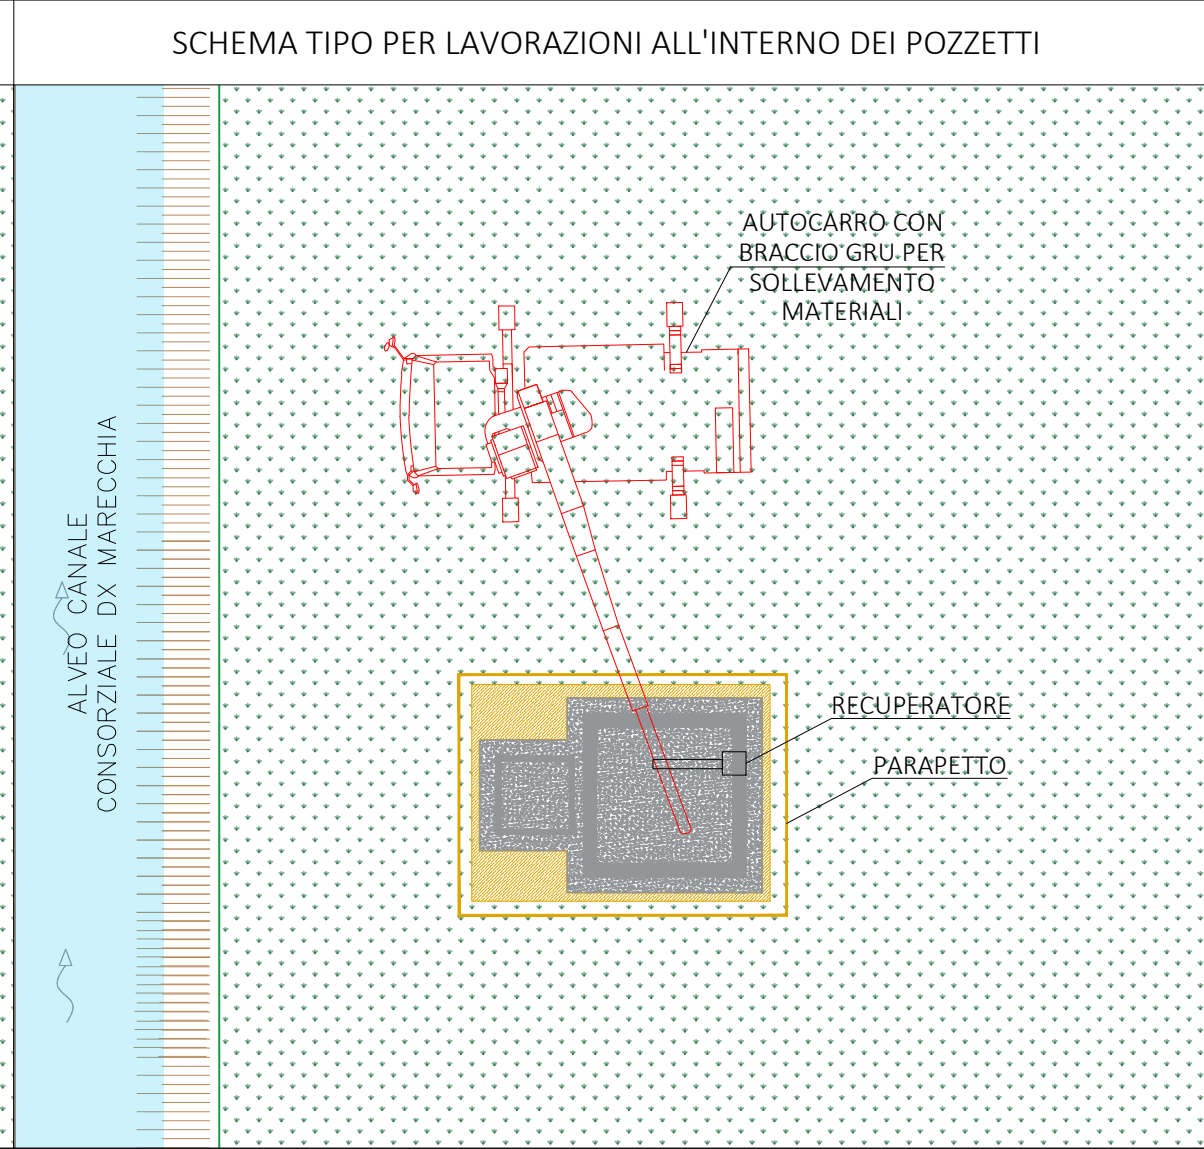 SCHEMA TIPO PER LAVORAZIONI ALL'INTERNO DEI POZZETTI
AUTOCARRO CON
BRACCIO GRU PER
SOLLEVAMENTO
MATERIALI
ALVEO CANALE
CONSORZIALE DX MARECCHIA
RECUPERATORE
PARAPETTO